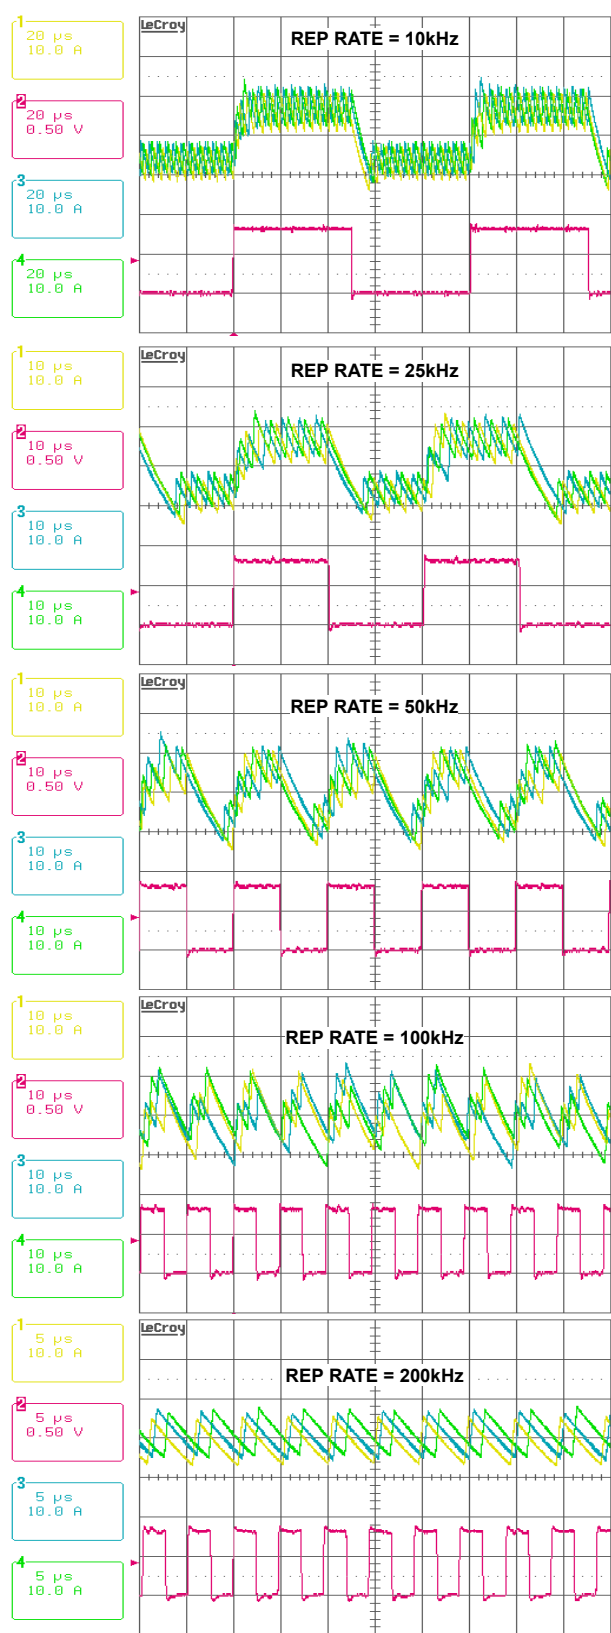 LeCroy
REP RATE = 10kHz
1
20 µs
10.0 A
2
20 µs
0.50 V
3
20 µs
10.0 A
4
20 µs
10.0 A
LeCroy
REP RATE = 25kHz
1
10 µs
10.0 A
2
10 µs
0.50 V
3
10 µs
10.0 A
4
10 µs
10.0 A
LeCroy
REP RATE = 50kHz
1
10 µs
10.0 A
2
10 µs
0.50 V
3
10 µs
10.0 A
4
10 µs
10.0 A
LeCroy
REP RATE = 100kHz
1
10 µs
10.0 A
2
10 µs
0.50 V
3
10 µs
10.0 A
4
10 µs
10.0 A
LeCroy
REP RATE = 200kHz
1
5 µs
10.0 A
2
5 µs
0.50 V
3
5 µs
10.0 A
4
5 µs
10.0 A